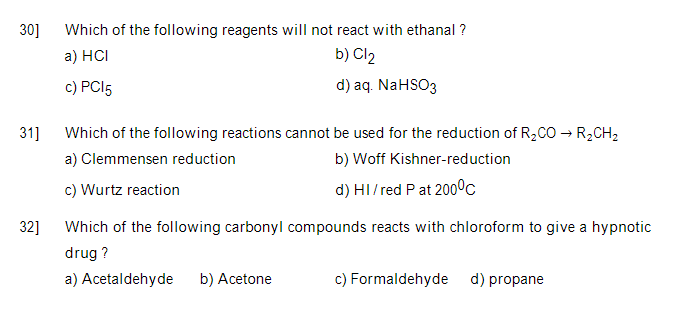 30] Which of the following reagents will not react with ethanal ?
a) HCl b) Cl₂
c) PCl₅ d) aq. NaHSO₃
31] Which of the following reactions cannot be used for the reduction of R₂CO → R₂CH₂
a) Clemmensen reduction b) Woff Kishner-reduction
c) Wurtz reaction d) HI / red P at 200⁰C
32] Which of the following carbonyl compounds reacts with chloroform to give a hypnotic
drug ?
a) Acetaldehyde b) Acetone c) Formaldehyde d) propane